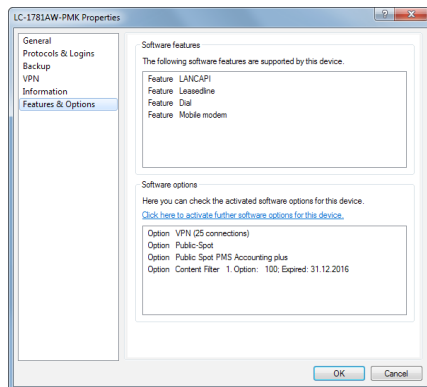 LC-1781AW-PMK Properties
General
Protocols & Logins
Backup
VPN
Information
Features & Options
Software features
The following software features are supported by this device.
Feature LANCAPI
Feature Leasedline
Feature Dial
Feature Mobile modem
Software options
Here you can check the activated software options for this device.
Click here to activate further software options for this device.
Option VPN (25 connections)
Option Public-Spot
Option Public Spot PMS Accounting plus
Option Content Filter 1. Option: 100; Expired: 31.12.2016
OK Cancel